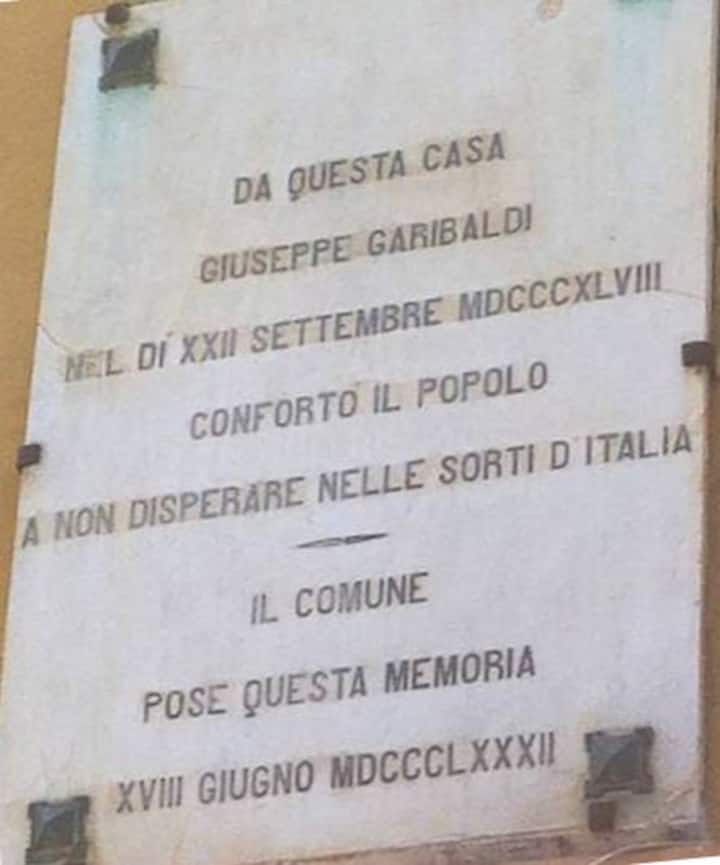 DA QUESTA CASA
GIUSEPPE GARIBALDI
NEL DÌ XXII SETTEMBRE MDCCCXLVIII
CONFORTÒ IL POPOLO
A NON DISPERARE NELLE SORTI D'ITALIA
IL COMUNE
POSE QUESTA MEMORIA
XVIII GIUGNO MDCCCLXXXII